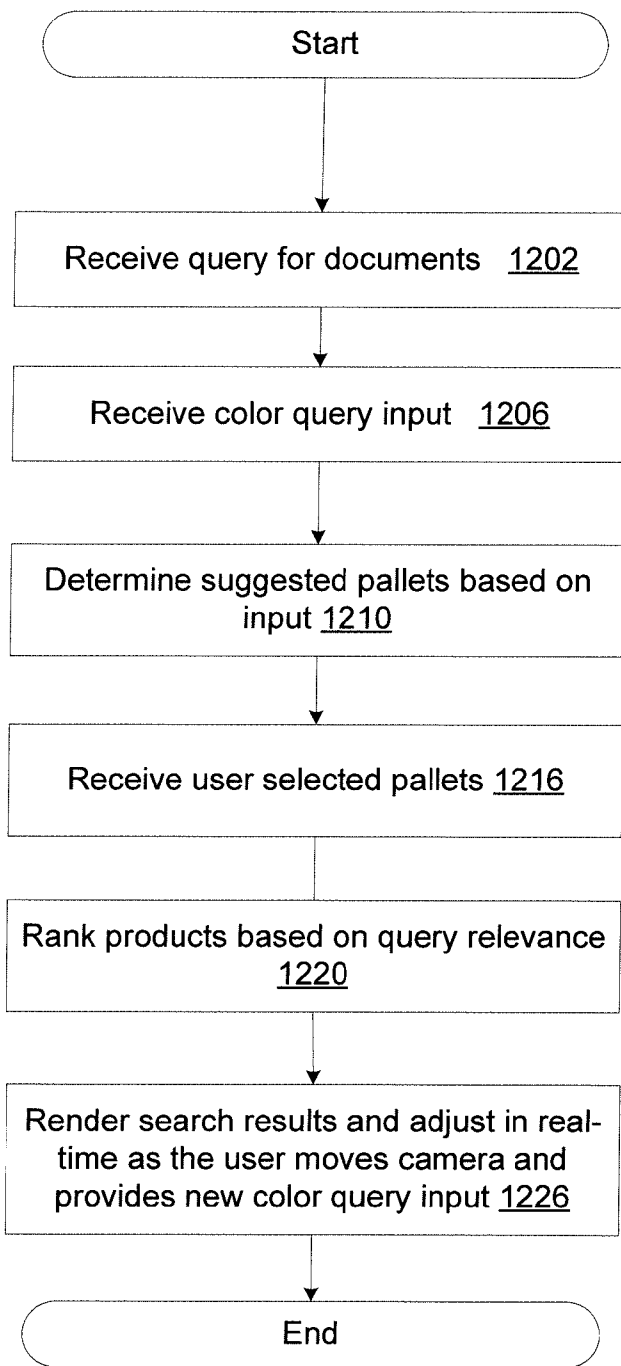 Start
Receive query for documents 1202
Receive color query input 1206
Determine suggested pallets based on
input 1210
Receive user selected pallets 1216
Rank products based on query relevance
1220
Render search results and adjust in real-
time as the user moves camera and
provides new color query input 1226
End